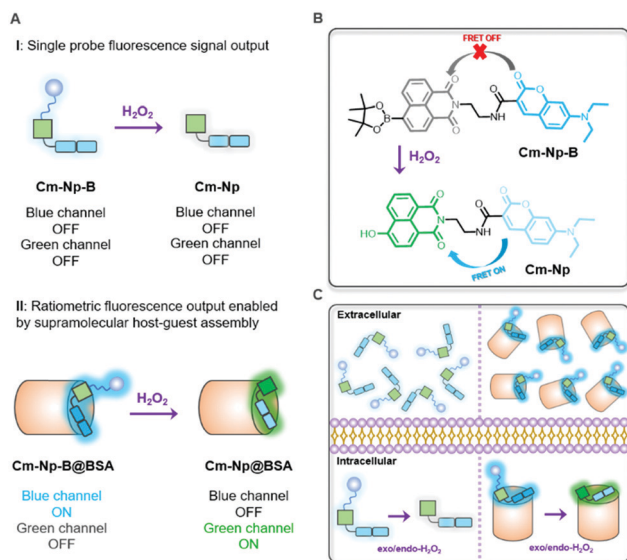 A
I: Single probe fluorescence signal output
H2O2
Cm-Np-B
Cm-Np
Blue channel
OFF
Green channel
OFF
Blue channel
OFF
Green channel
OFF
II: Ratiometric fluorescence output enabled
by supramolecular host-guest assembly
H2O2
Cm-Np-B@BSA
Cm-Np@BSA
Blue channel
ON
Green channel
OFF
Blue channel
OFF
Green channel
ON
B
FRET OFF
O
O
O
O
B
O
N
N
H
O
O
N
Cm-Np-B
H2O2
O
O
O
O
N
N
H
HO
O
N
FRET ON
Cm-Np
C
Extracellular
Intracellular
exo/endo-H2O2
exo/endo-H2O2